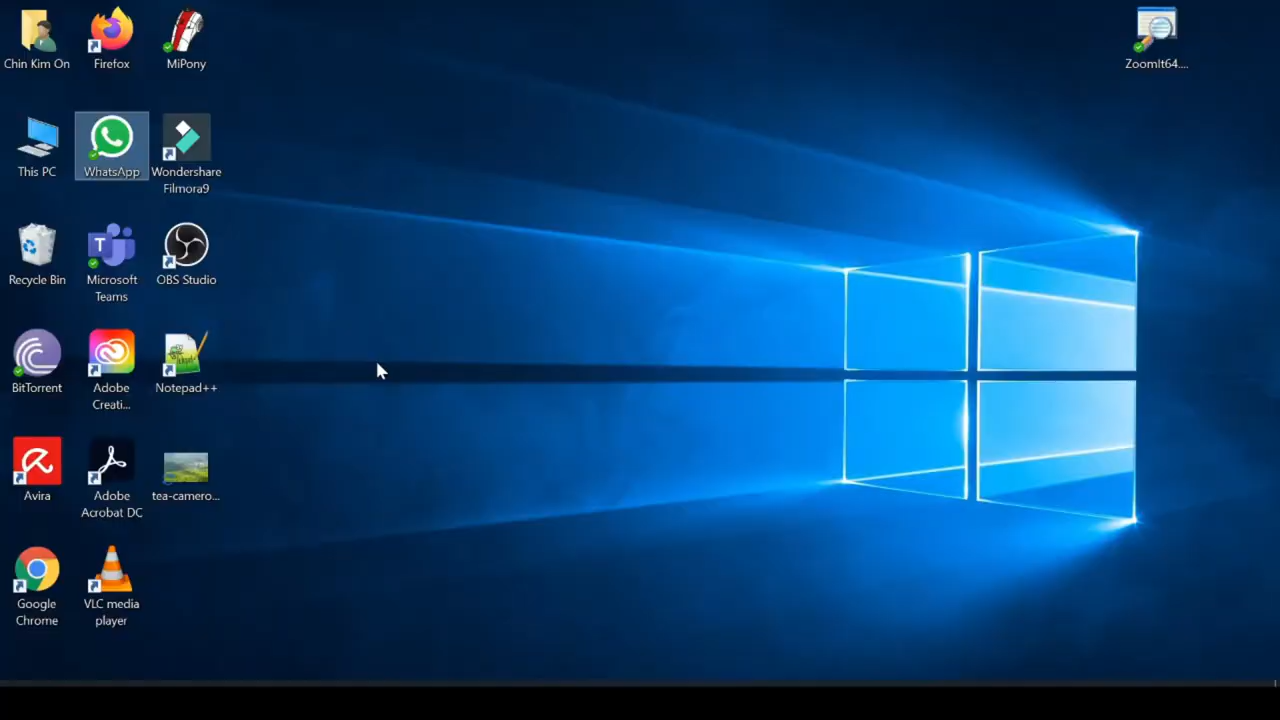 Chin Kim On
Firefox
MiPony
ZoomIt64....
This PC
WhatsApp
Wondershare
Filmora9
Recycle Bin
Microsoft
Teams
OBS Studio
BitTorrent
Adobe
Creati...
Notepad++
Avira
Adobe
Acrobat DC
tea-camero...
Google
Chrome
VLC media
player